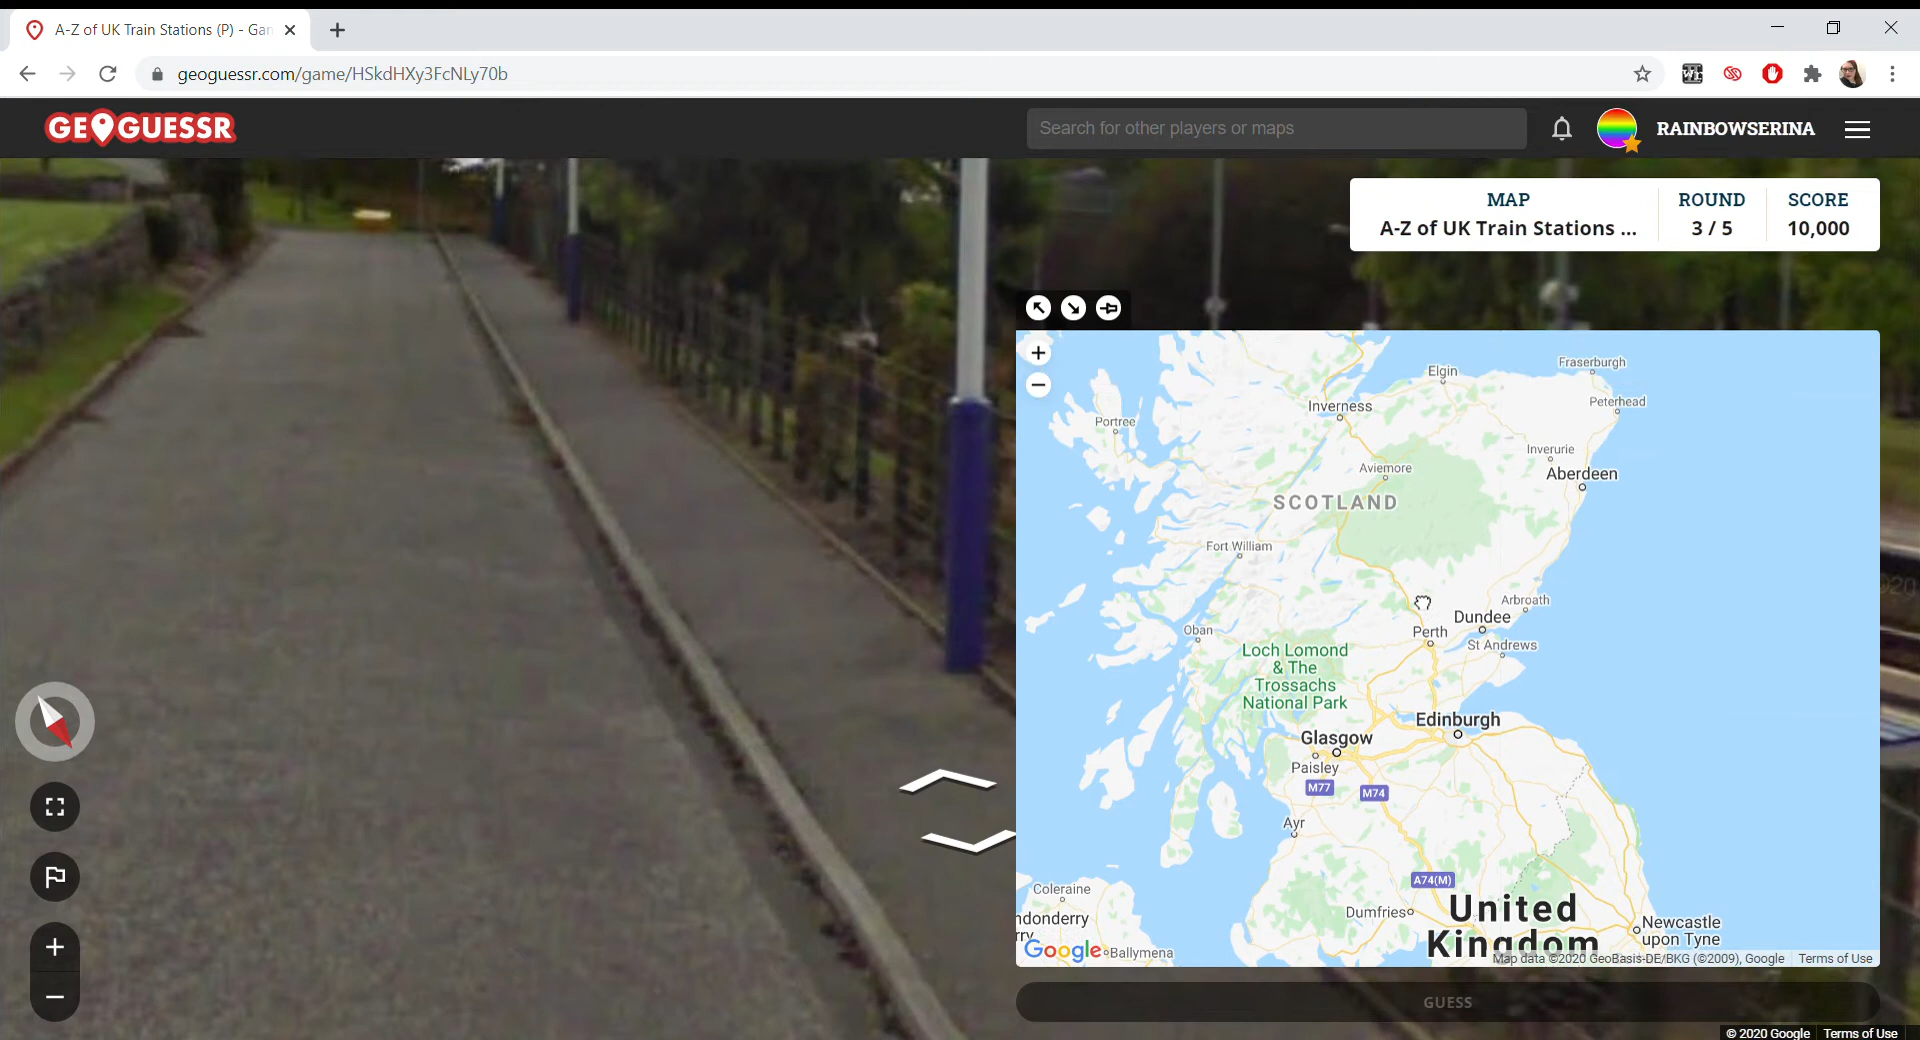 A-Z of UK Train Stations (P) - Gam
geoguessr.com/game/HSkdHXy3FcNLy70b
GEOGUESSR
Search for other players or maps
RAINBOWSERINA
MAP
ROUND
SCORE
A-Z of UK Train Stations ...
3 / 5
10,000
Fraserburgh
Elgin
Peterhead
Inverness
Portree
Inverurie
Aviemore
Aberdeen
SCOTLAND
Fort William
Arbroath
Dundee
Perth
Oban
St Andrews
Loch Lomond
& The
Trossachs
National Park
Edinburgh
Glasgow
Paisley
M77
M74
Ayr
A74(M)
Coleraine
United
Kingdom
Dumfries
ndonderry
ry
Newcastle
upon Tyne
Google
Ballymena
Map data ©2020 GeoBasis-DE/BKG (©2009), Google
Terms of Use
GUESS
© 2020 Google
Terms of Use